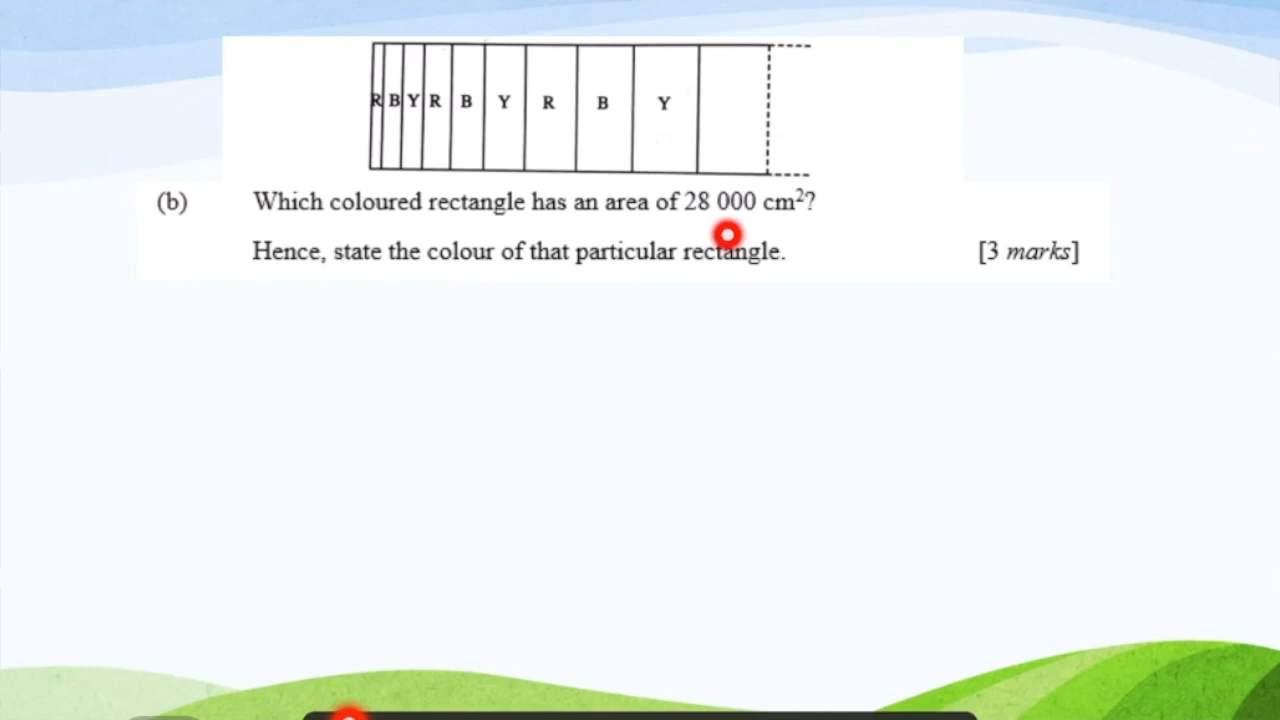 R B Y R B Y R B Y
(b) Which coloured rectangle has an area of 28 000 cm²?
Hence, state the colour of that particular rectangle. [3 marks]